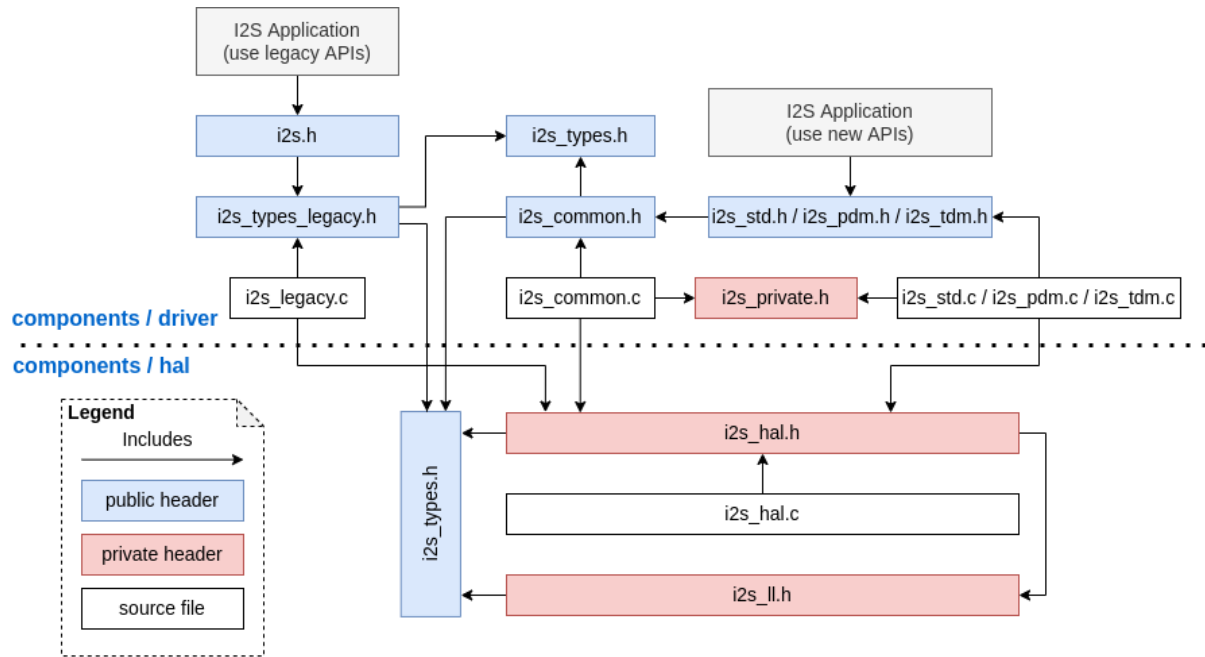 I2S Application
(use legacy APIs)
I2S Application
(use new APIs)
i2s.h
i2s_types.h
i2s_types_legacy.h
i2s_common.h
i2s_std.h / i2s_pdm.h / i2s_tdm.h
i2s_legacy.c
i2s_common.c
i2s_private.h
i2s_std.c / i2s_pdm.c / i2s_tdm.c
components / driver
components / hal
Legend
Includes
public header
private header
source file
i2s_types.h
i2s_hal.h
i2s_hal.c
i2s_ll.h